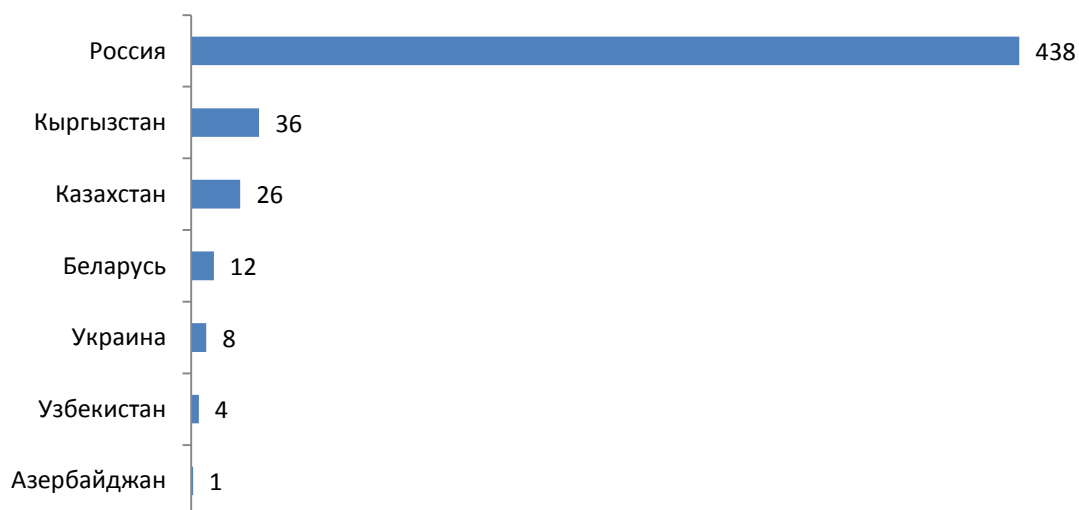 Россия 438
Кыргызстан 36
Казахстан 26
Беларусь 12
Украина 8
Узбекистан 4
Азербайджан 1